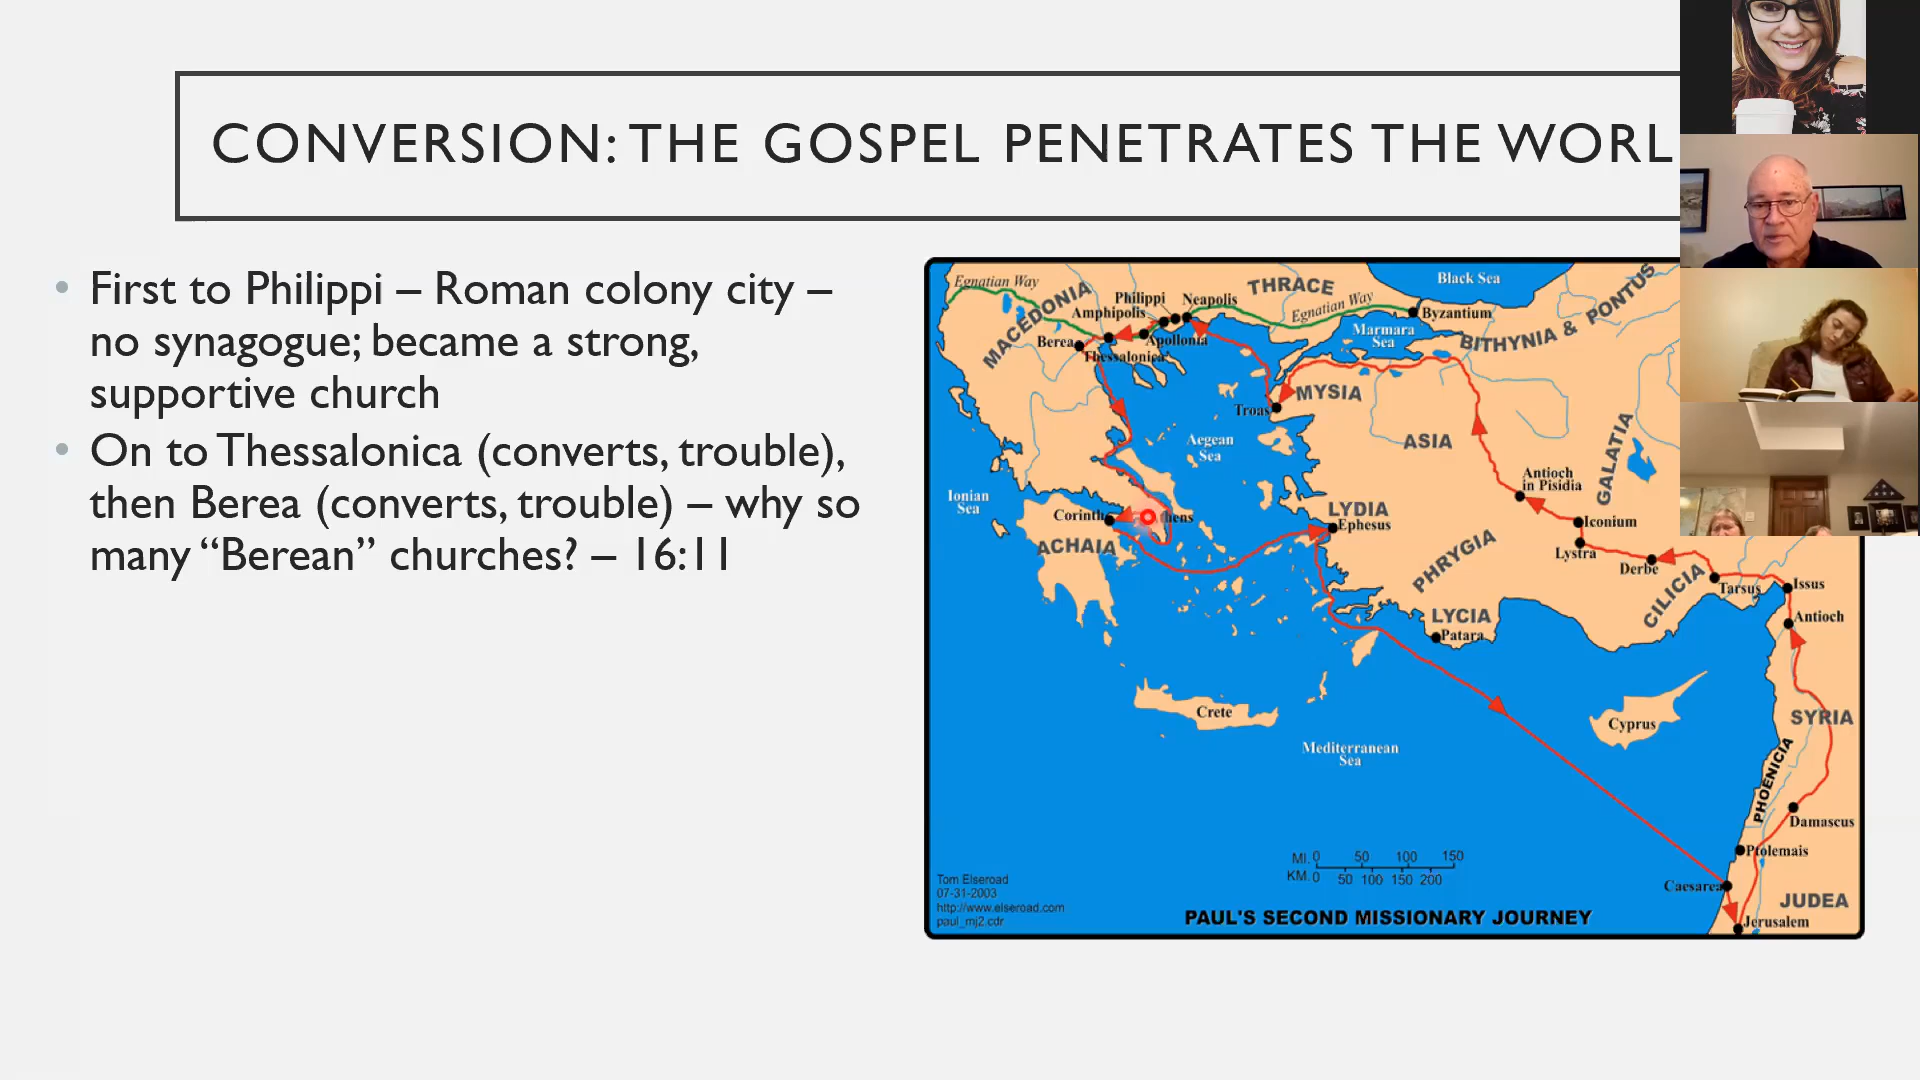 CONVERSION: THE GOSPEL PENETRATES THE WORL
• First to Philippi – Roman colony city –
no synagogue; became a strong,
supportive church
• On to Thessalonica (converts, trouble),
then Berea (converts, trouble) – why so
many “Berean” churches? – 16:11
Egnatian Way
MACEDONIA
Philippi
Neapolis
THRACE
Black Sea
Amphipolis
Egnatian Way
Byzantium
BITHYNIA & PONTUS
Marmara
Sea
Berea
Apollonia
Thessalonica
MYSIA
Troas
Aegean
Sea
ASIA
GALATIA
Antioch
in Pisidia
Ionian
Sea
Corinth
hens
LYDIA
Ephesus
Iconium
ACHAIA
PHRYGIA
Lystra
Derbe
CILICIA
Tarsus
Issus
LYCIA
Patara
Antioch
Crete
Cyprus
SYRIA
Mediterranean
Sea
PHOENICIA
Damascus
Ptolemais
MI. 0 50 100 150
KM. 0 50 100 150 200
Caesarea
JUDEA
Tom Elseroad
07-31-2003
http://www.elseroad.com
paul_mj2.cdr
PAUL'S SECOND MISSIONARY JOURNEY
Jerusalem